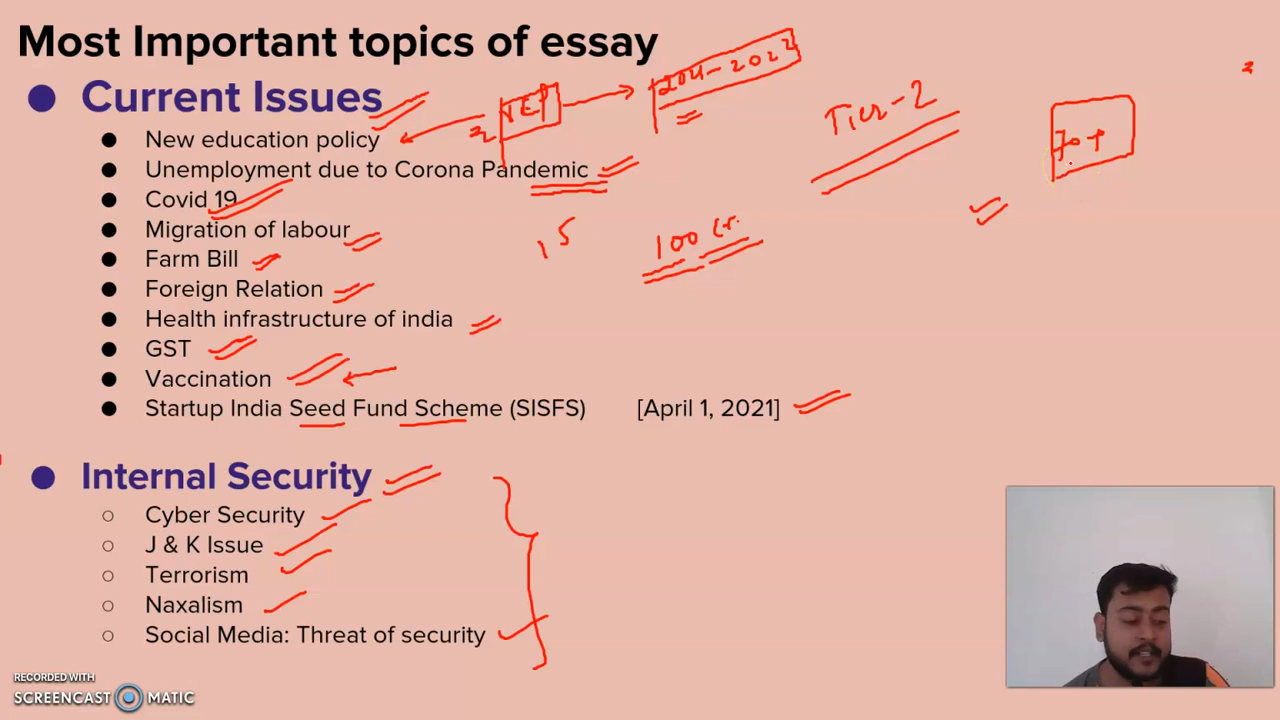 Most Important topics of essay
Current Issues
NEP
2021-2022
Tier-2
70+
New education policy
Unemployment due to Corona Pandemic
Covid 19
Migration of labour
15
100 Cr.
Farm Bill
Foreign Relation
Health infrastructure of india
GST
Vaccination
Startup India Seed Fund Scheme (SISFS) [April 1, 2021]
Internal Security
Cyber Security
J & K Issue
Terrorism
Naxalism
Social Media: Threat of security
RECORDED WITH
SCREENCAST MATIC